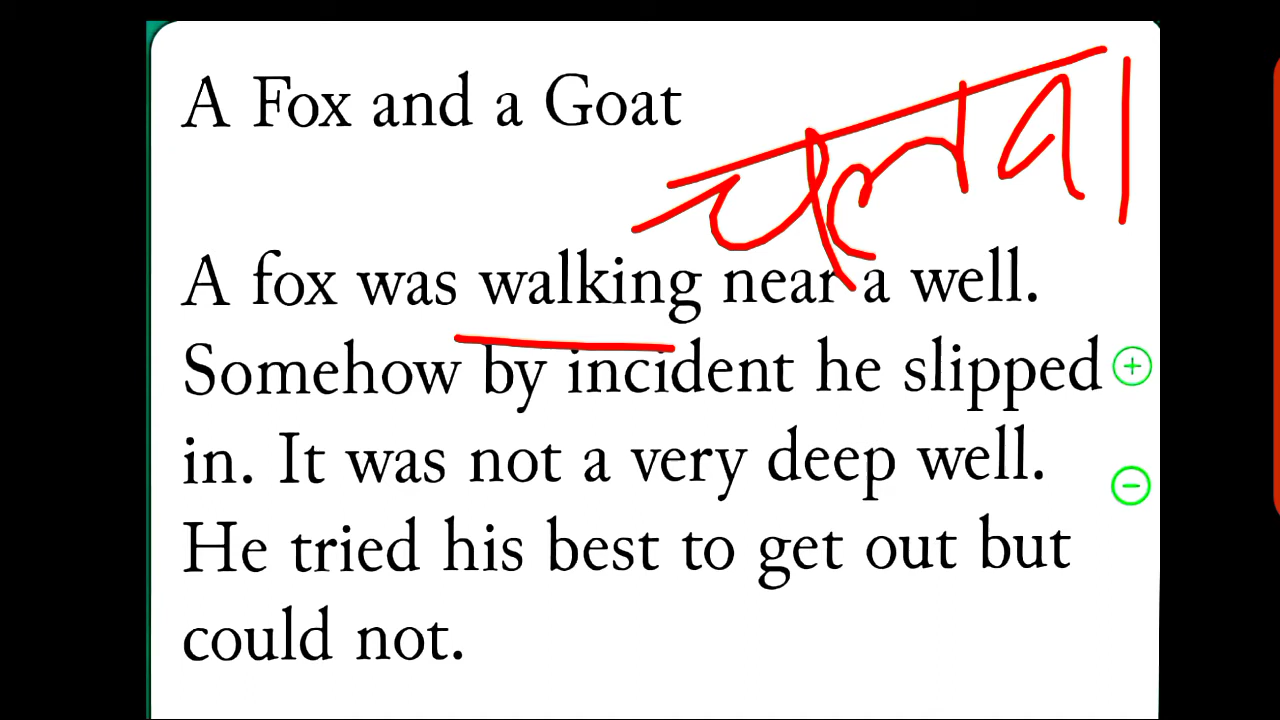 A Fox and a Goat
चलना
A fox was walking near a well.
Somehow by incident he slipped
in. It was not a very deep well.
He tried his best to get out but
could not.